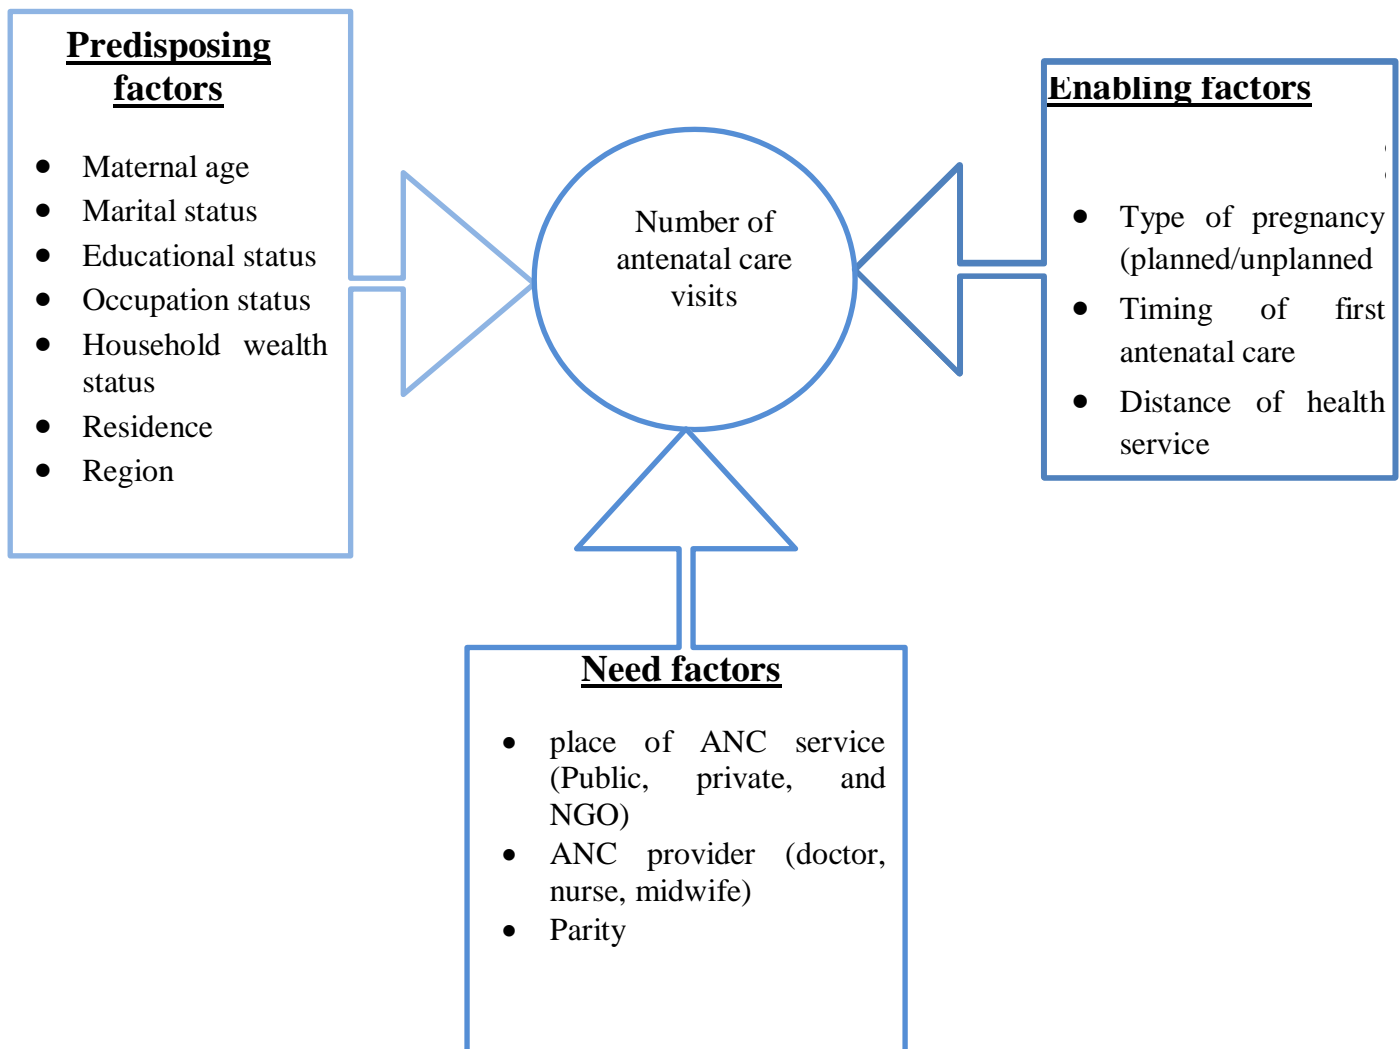 Predisposing
factors
● Maternal age
● Marital status
● Educational status
● Occupation status
● Household wealth
status
● Residence
● Region
Number of
antenatal care
visits
Enabling factors
● Type of pregnancy
(planned/unplanned
● Timing of first
antenatal care
● Distance of health
service
Need factors
● place of ANC service
(Public, private, and
NGO)
● ANC provider (doctor,
nurse, midwife)
● Parity